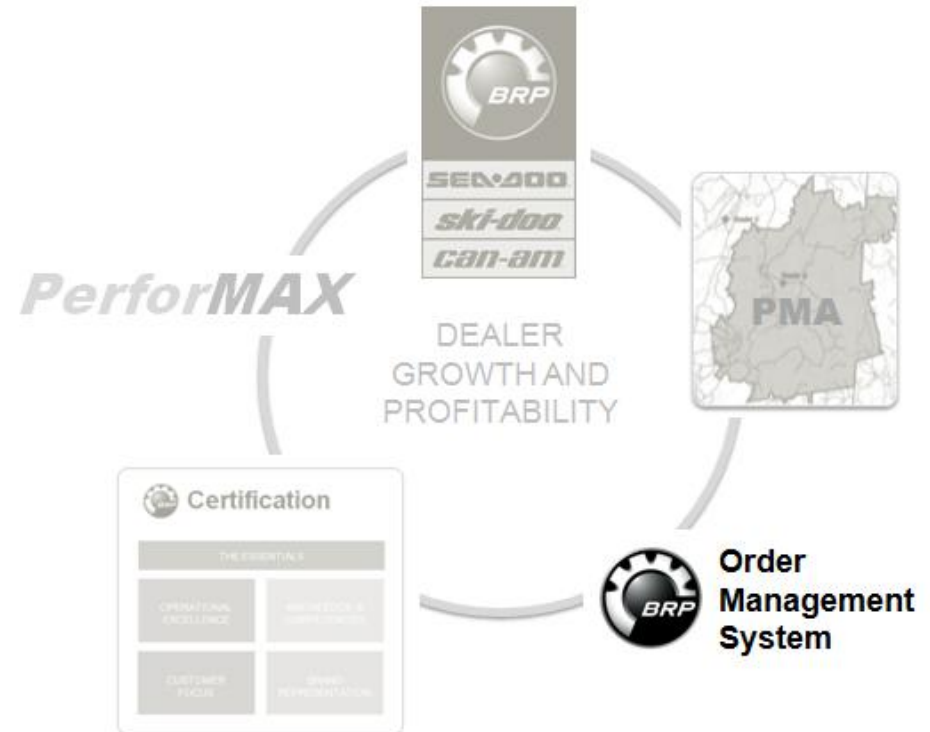 BRP
SEA-DOO
ski-doo
can-am
PerforMAX
PMA
DEALER
GROWTH AND
PROFITABILITY
BRP Certification
THE ESSENTIALS
OPERATIONAL
EXCELLENCE
CUSTOMER
FOCUS
BRAND
REPRESENTATION
BRP
Order
Management
System